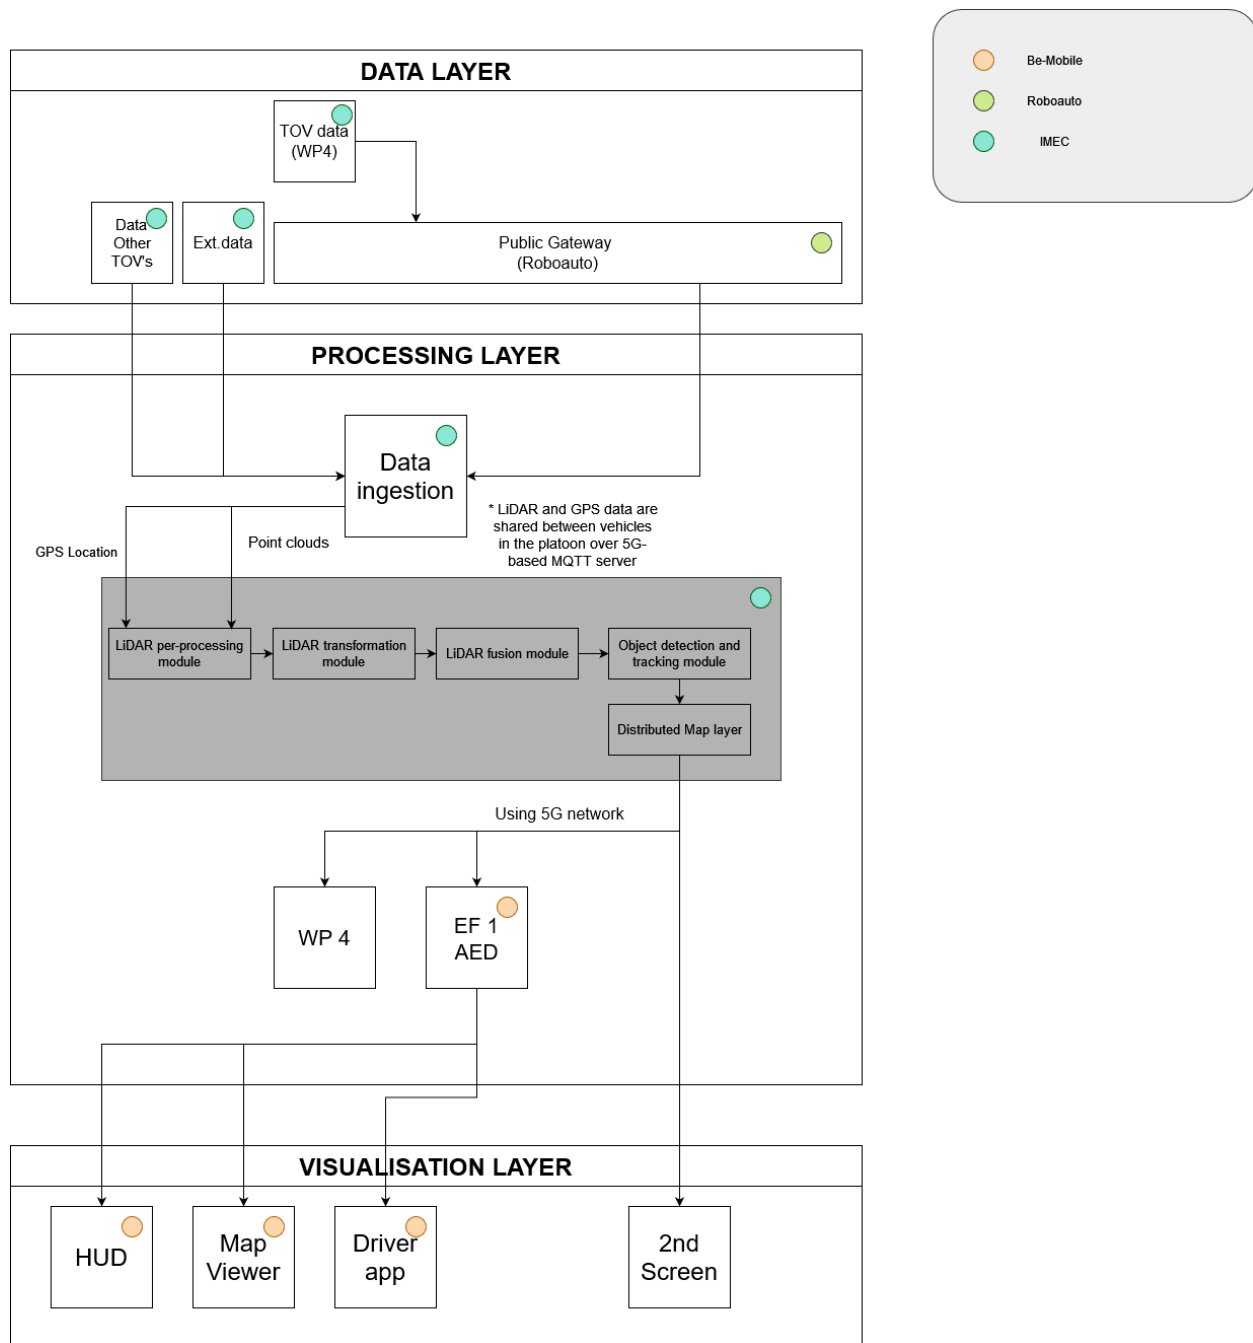 Be-Mobile
Roboauto
IMEC
DATA LAYER
TOV data
(WP4)
Data
Other
TOV's
Ext.data
Public Gateway
(Roboauto)
PROCESSING LAYER
Data
ingestion
* LiDAR and GPS data are
shared between vehicles
in the platoon over 5G-
based MQTT server
GPS Location
Point clouds
LiDAR per-processing
module
LiDAR transformation
module
LiDAR fusion module
Object detection and
tracking module
Distributed Map layer
Using 5G network
WP 4
EF 1
AED
VISUALISATION LAYER
HUD
Map
Viewer
Driver
app
2nd
Screen